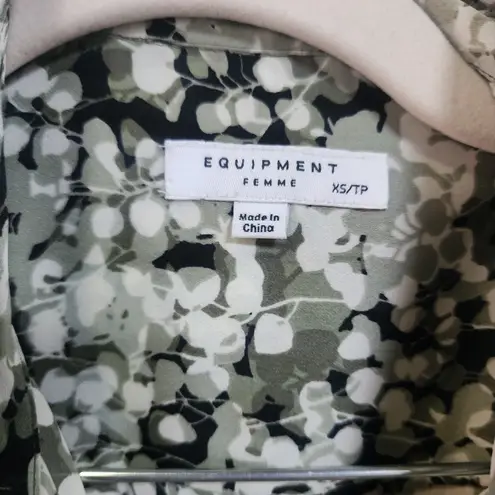 EQUIPMENT
FEMME XS/TP
Made In
China